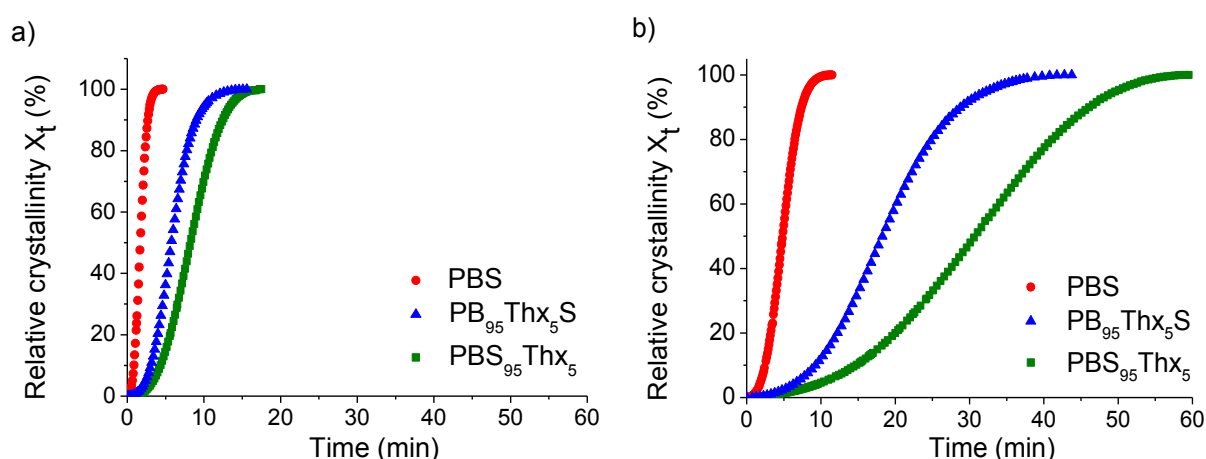 a)
Relative crystallinity Xt (%)
100
80
60
40
20
0
PBS
PB95Thx5S
PBS95Thx5
0 10 20 30 40 50 60
Time (min)
b)
Relative crystallinity Xt (%)
100
80
60
40
20
0
PBS
PB95Thx5S
PBS95Thx5
0 10 20 30 40 50 60
Time (min)